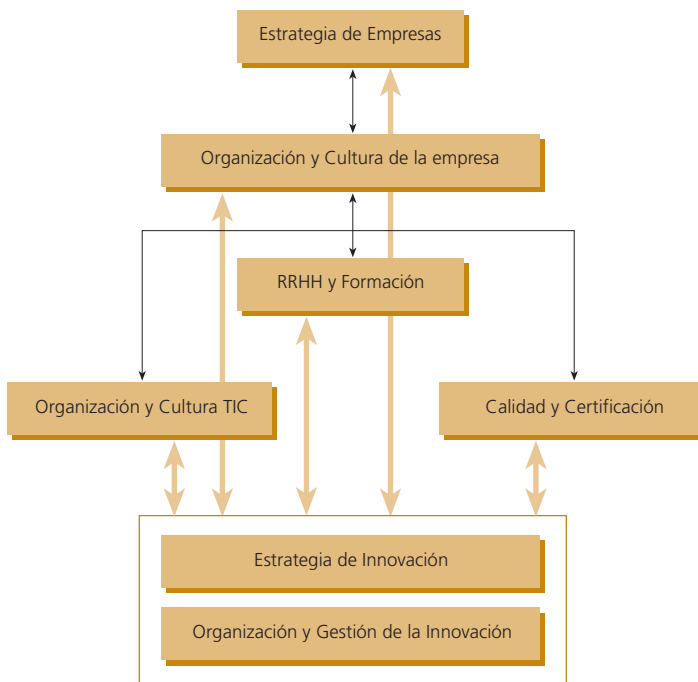 Estrategia de Empresas
Organización y Cultura de la empresa
RRHH y Formación
Organización y Cultura TIC
Calidad y Certificación
Estrategia de Innovación
Organización y Gestión de la Innovación